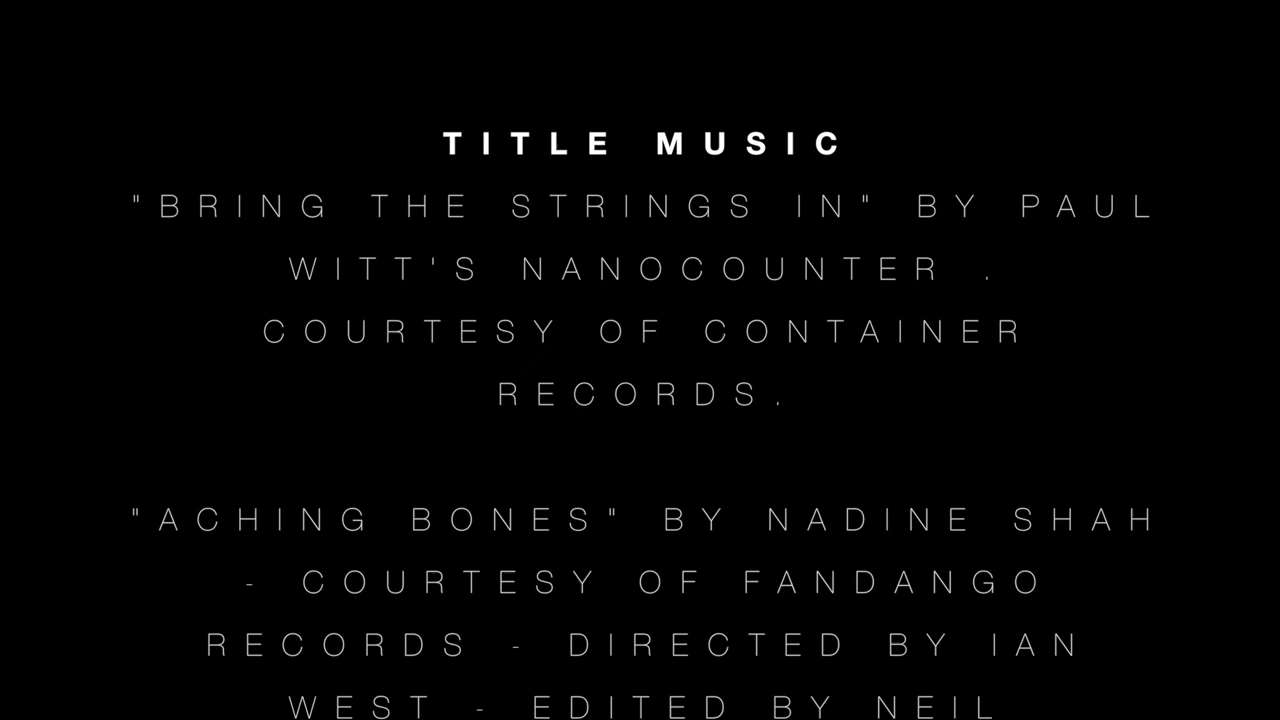 TITLE MUSIC
"BRING THE STRINGS IN" BY PAUL
WITT'S NANOCOUNTER .
COURTESY OF CONTAINER
RECORDS.
"ACHING BONES" BY NADINE SHAH
- COURTESY OF FANDANGO
RECORDS - DIRECTED BY IAN
WEST - EDITED BY NEIL